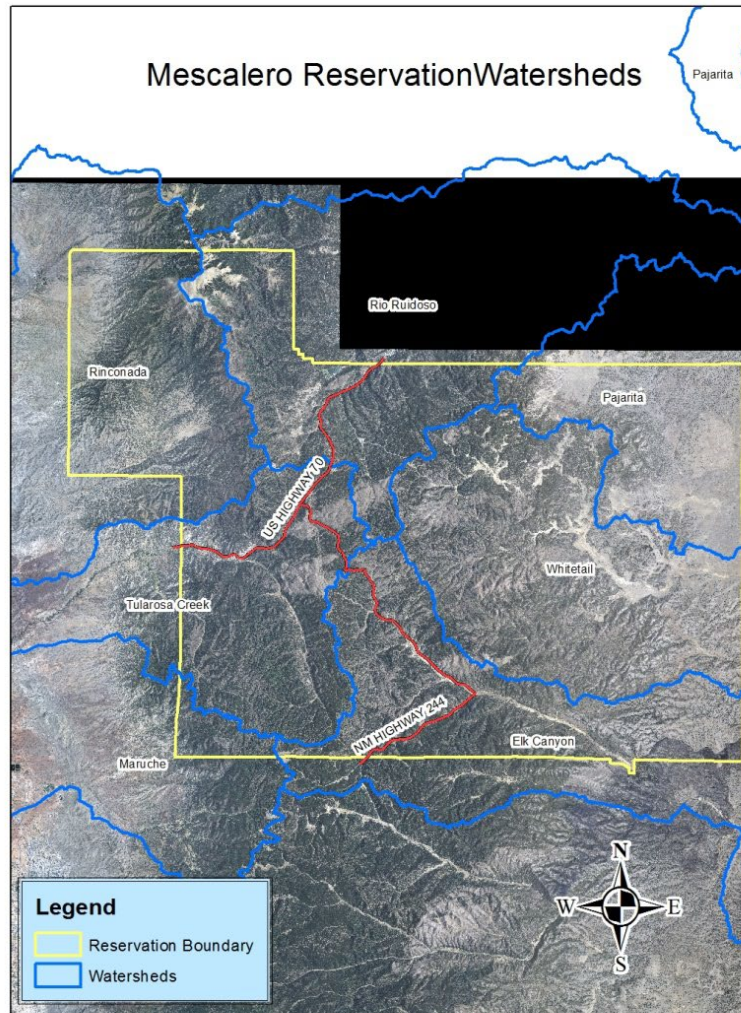 Mescalero ReservationWatersheds
Pajarita
Rio Ruidoso
Rinconada
Pajarita
US HIGHWAY 70
Whitetail
Tularosa Creek
NM HIGHWAY 244
Elk Canyon
Maruche
N
W
E
S
Legend
Reservation Boundary
Watersheds